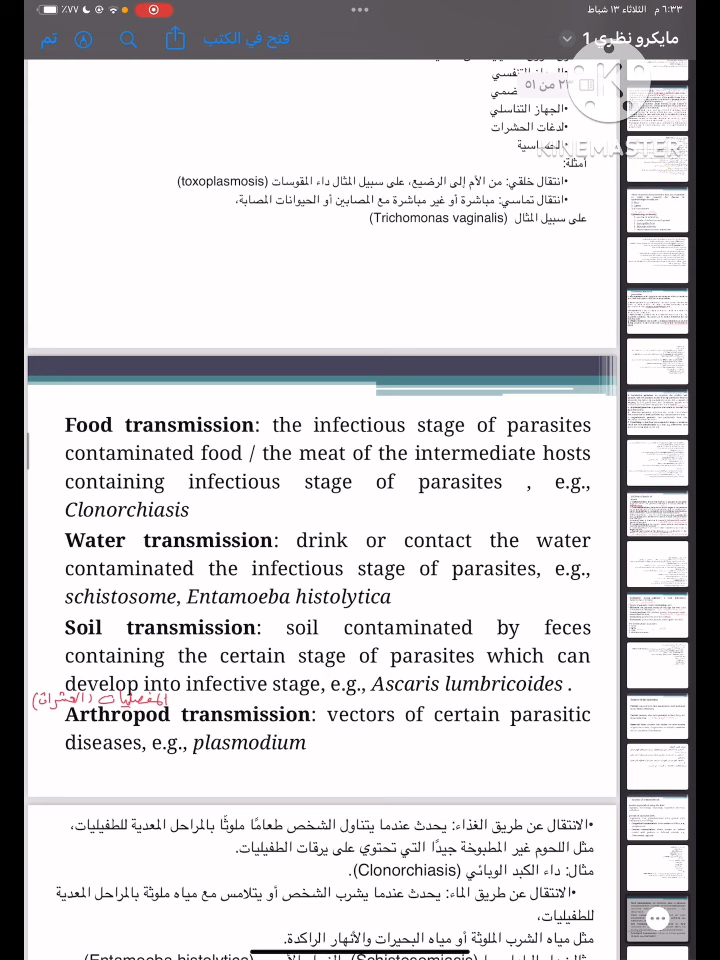 ٦:٣٣ م الثلاثاء ١٣ شباط
٧٧٪
مايكرو نظري 1
فتح في الكتب
تم
٢٣ من ٥١
KINEMASTER
•الجهاز التناسلي
•لدغات الحشرات
أمثلة:
•انتقال خلقي: من الأم إلى الرضيع، على سبيل المثال داء المقوسات (toxoplasmosis)
•انتقال تماسي: مباشرة أو غير مباشرة مع المصابين أو الحيوانات المصابة،
على سبيل المثال (Trichomonas vaginalis)
Food transmission: the infectious stage of parasites
contaminated food / the meat of the intermediate hosts
containing infectious stage of parasites , e.g.,
Clonorchiasis
Water transmission: drink or contact the water
contaminated the infectious stage of parasites, e.g.,
schistosome, Entamoeba histolytica
Soil transmission: soil contaminated by feces
containing the certain stage of parasites which can
develop into infective stage, e.g., Ascaris lumbricoides .
المفصليات (الحشرات)
Arthropod transmission: vectors of certain parasitic
diseases, e.g., plasmodium
•الانتقال عن طريق الغذاء: يحدث عندما يتناول الشخص طعامًا ملوثًا بالمراحل المعدية للطفيليات،
مثل اللحوم غير المطبوخة جيدًا التي تحتوي على يرقات الطفيليات.
مثال: داء الكبد الوبائي (Clonorchiasis).
•الانتقال عن طريق الماء: يحدث عندما يشرب الشخص أو يتلامس مع مياه ملوثة بالمراحل المعدية
للطفيليات،
مثل مياه الشرب الملوثة أو مياه البحيرات والأنهار الراكدة.